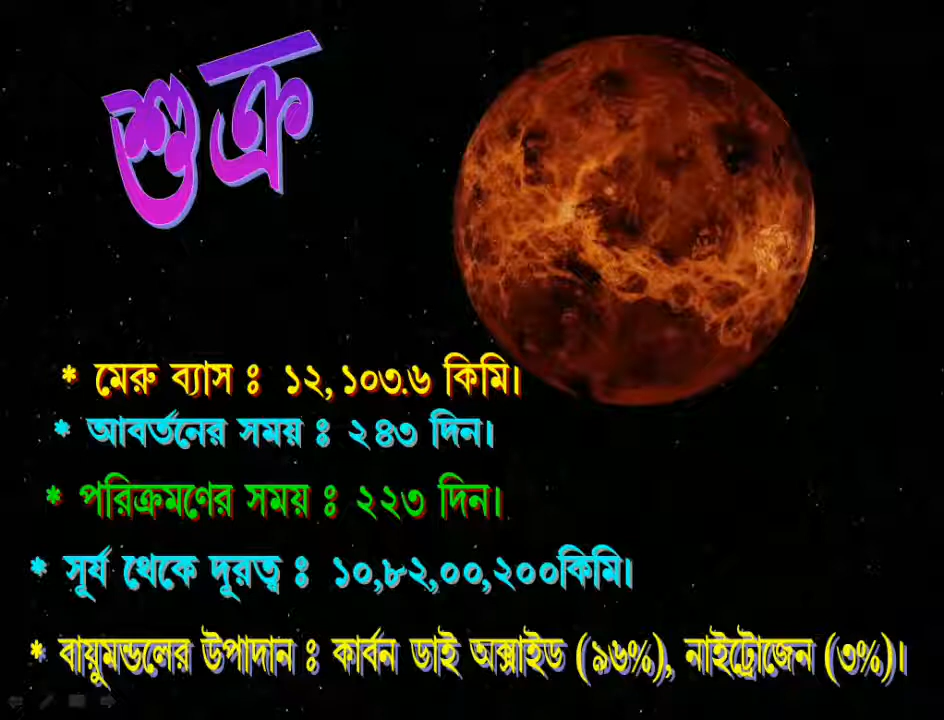 শুক্র
* মেরু ব্যাস ঃ ১২, ১০৩.৬ কিমি।
* আবর্তনের সময় ঃ ২৪৩ দিন।
* পরিক্রমণের সময় ঃ ২২৩ দিন।
* সূর্য থেকে দূরত্ব ঃ ১০,৮২,০০,২০০কিমি।
* বায়ুমন্ডলের উপাদান ঃ কার্বন ডাই অক্সাইড (৯৬%), নাইট্রোজেন (৩%)।